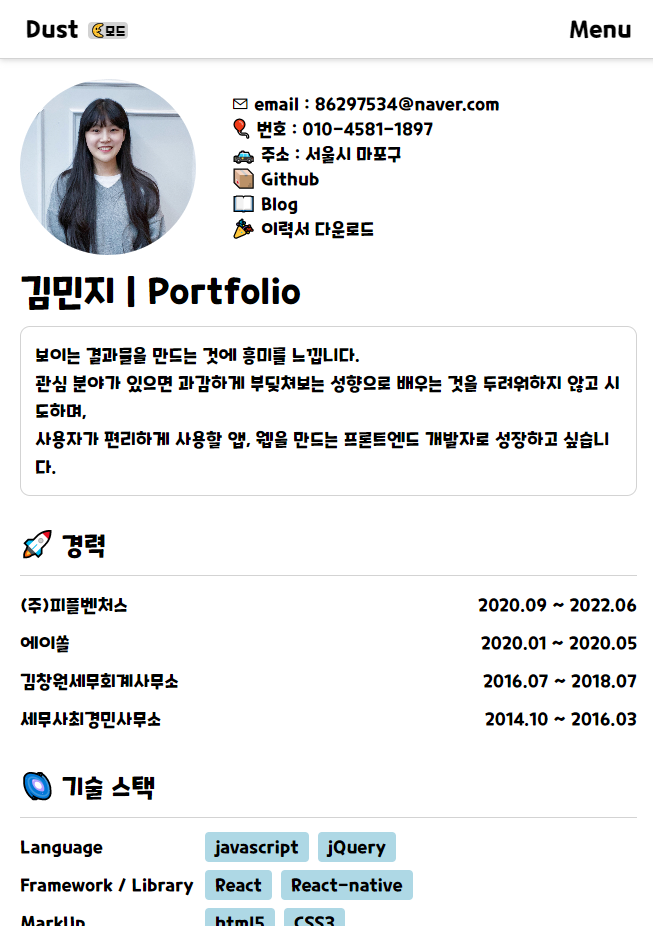 Dust 모드 Menu
email : 86297534@naver.com
번호 : 010-4581-1897
주소 : 서울시 마포구
Github
Blog
이력서 다운로드
김민지 | Portfolio
보이는 결과물을 만드는 것에 흥미를 느낍니다.
관심 분야가 있으면 과감하게 부딪쳐보는 성향으로 배우는 것을 두려워하지 않고 시
도하며,
사용자가 편리하게 사용할 앱, 웹을 만드는 프론트엔드 개발자로 성장하고 싶습니
다.
경력
(주)피플벤처스 2020.09 ~ 2022.06
에이쏠 2020.01 ~ 2020.05
김창원세무회계사무소 2016.07 ~ 2018.07
세무사최경민사무소 2014.10 ~ 2016.03
기술 스택
Language javascript jQuery
Framework / Library React React-native
MarkUp html5 CSS3